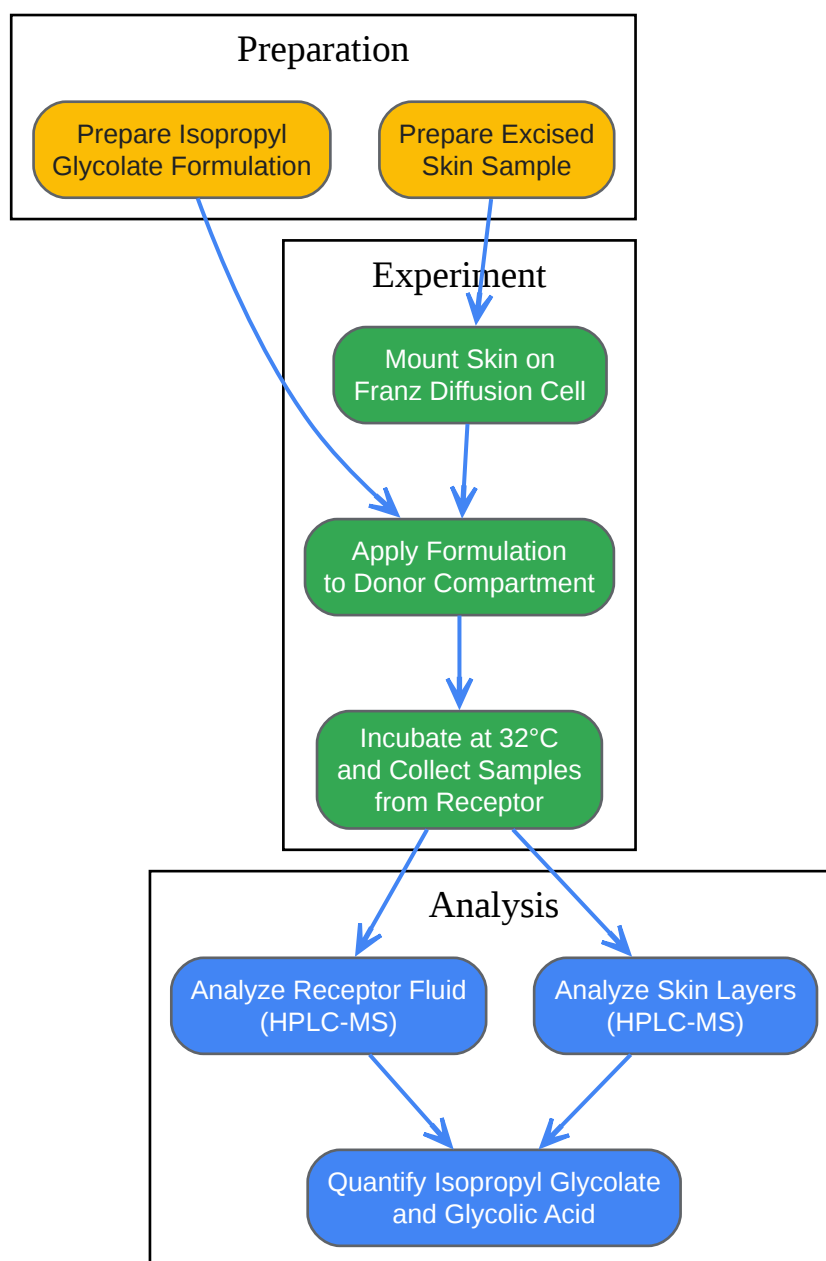 Preparation
Prepare Isopropyl
Glycolate Formulation
Prepare Excised
Skin Sample
Experiment
Mount Skin on
Franz Diffusion Cell
Apply Formulation
to Donor Compartment
Incubate at 32°C
and Collect Samples
from Receptor
Analysis
Analyze Receptor Fluid
(HPLC-MS)
Analyze Skin Layers
(HPLC-MS)
Quantify Isopropyl Glycolate
and Glycolic Acid